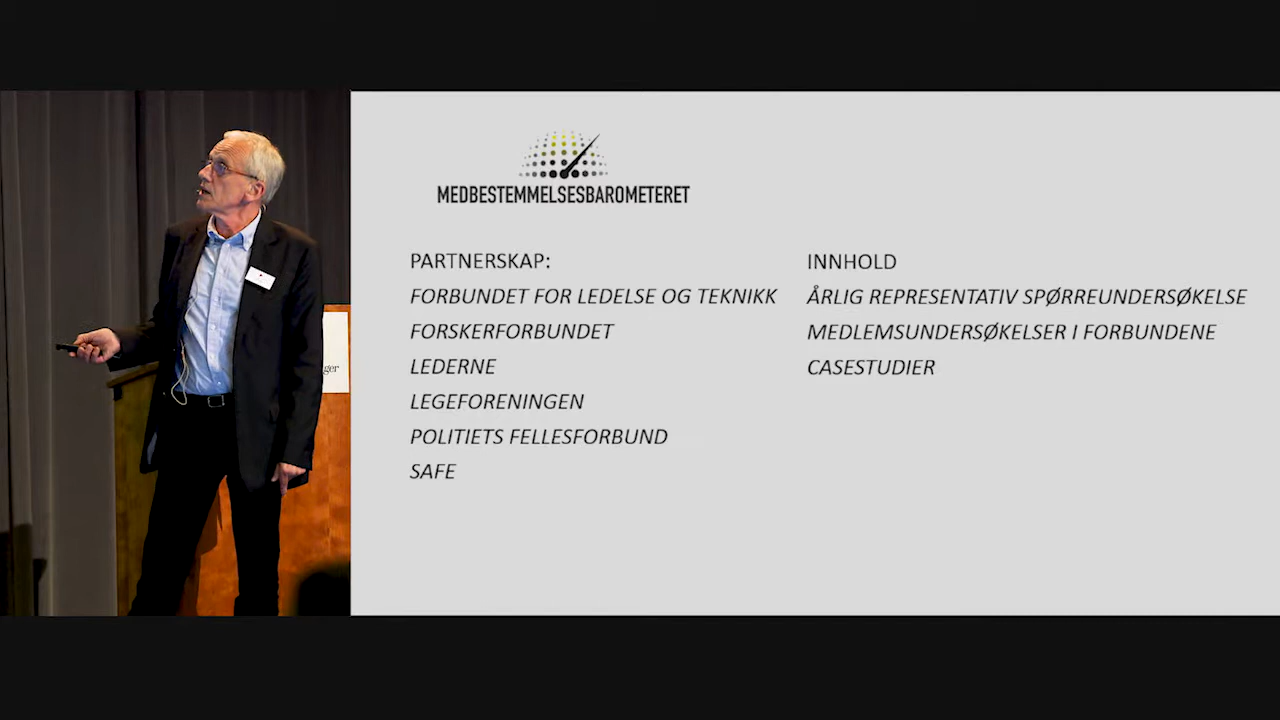 MEDBESTEMMELSESBAROMETERET
PARTNERSKAP:
FORBUNDET FOR LEDELSE OG TEKNIKK
FORSKERFORBUNDET
LEDERNE
LEGEFORENINGEN
POLITIETS FELLESFORBUND
SAFE
INNHOLD
ÅRLIG REPRESENTATIV SPØRREUNDERSØKELSE
MEDLEMSUNDERSØKELSER I FORBUNDENE
CASESTUDIER